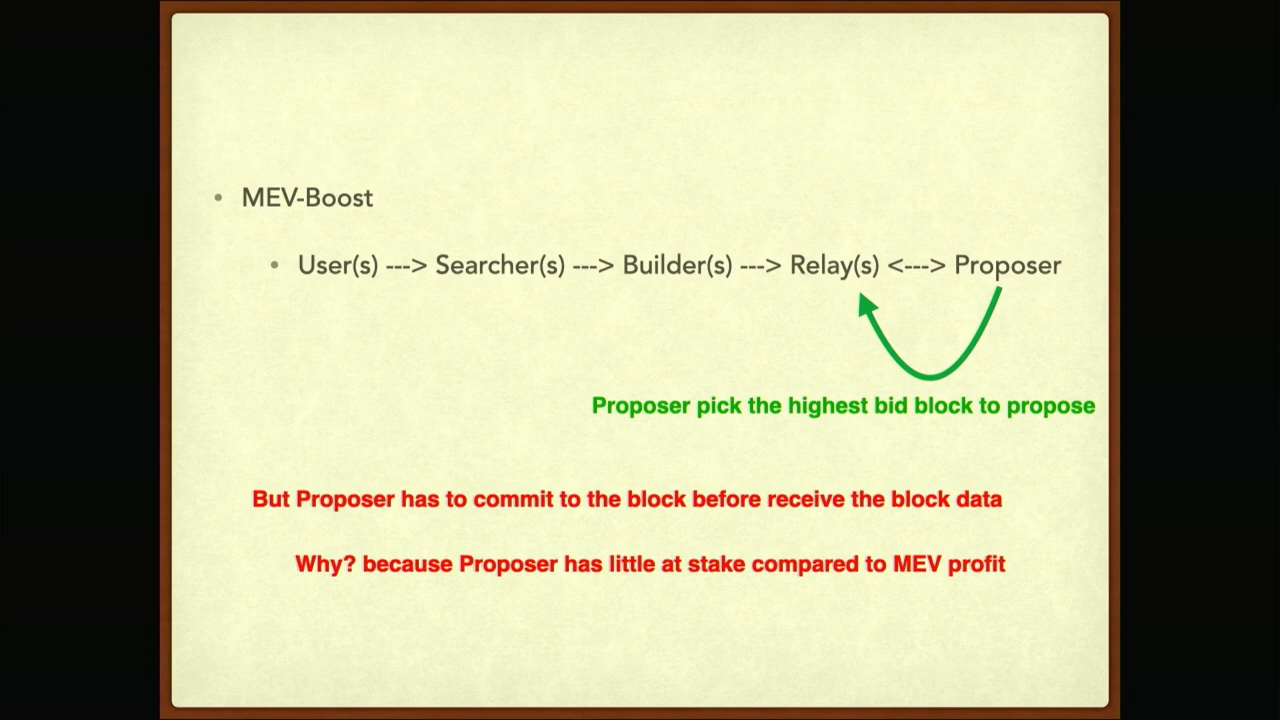 • MEV-Boost
• User(s) ---> Searcher(s) ---> Builder(s) ---> Relay(s) <---> Proposer
Proposer pick the highest bid block to propose
But Proposer has to commit to the block before receive the block data
Why? because Proposer has little at stake compared to MEV profit